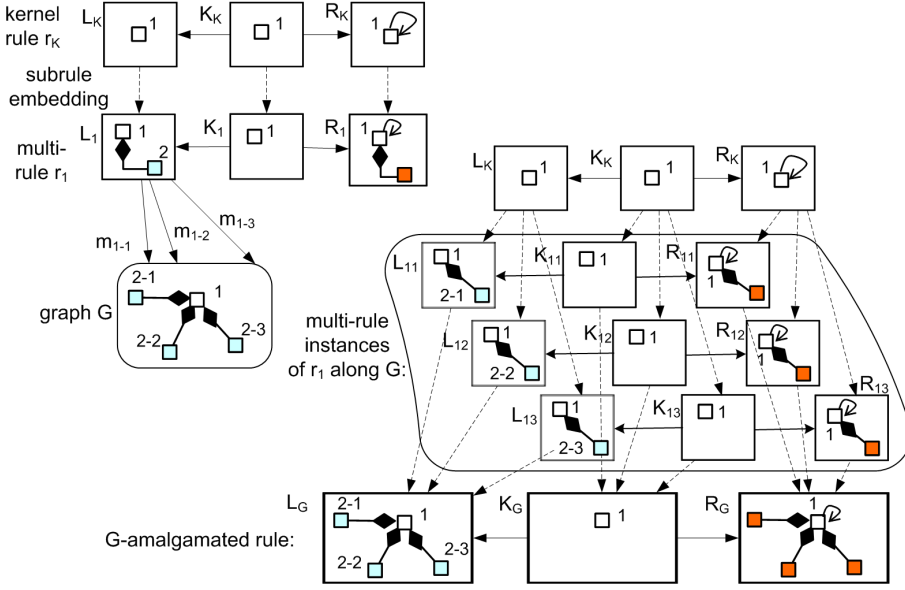 kernel
rule rK
LK
1
KK
1
RK
1
subrule
embedding
multi-
rule r1
L1
1
2
K1
1
R1
1
m1-1
m1-2
m1-3
graph G
2-1
1
2-2
2-3
LK
1
KK
1
RK
1
multi-rule
instances
of r1 along G:
L11
1
2-1
K11
1
R11
1
L12
1
2-2
K12
1
R12
1
L13
1
2-3
K13
1
R13
1
G-amalgamated rule:
LG
2-1
1
2-2
2-3
KG
1
RG
1